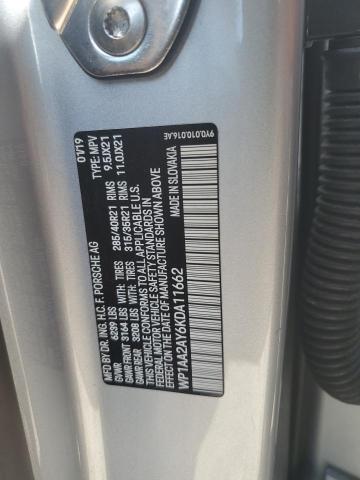 MFD BY DR. ING. H.C. F. PORSCHE AG 01/19
GVWR 6239 LBS TYPE: MPV
GAWR FRONT 3164 LBS WITH: TIRES 285/40R21 RIMS 9.5JX21
GAWR REAR 3208 LBS WITH: TIRES 315/35R21 RIMS 11.0JX21
THIS VEHICLE CONFORMS TO ALL APPLICABLE U.S.
FEDERAL MOTOR VEHICLE SAFETY STANDARDS IN
EFFECT ON THE DATE OF MANUFACTURE SHOWN ABOVE
WP1AA2AY6KDA11662 MADE IN SLOVAKIA
9Y0.010.016.AE